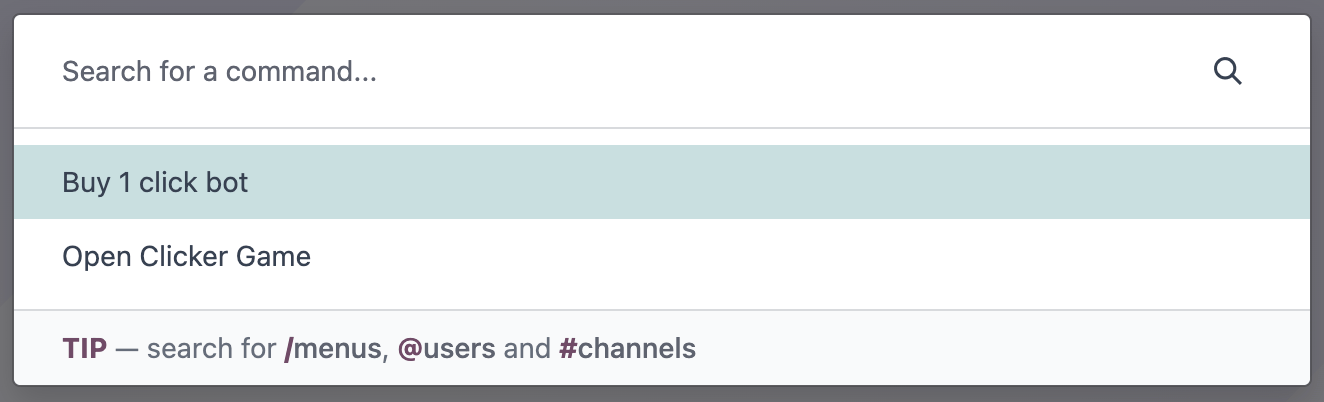 Search for a command...
Buy 1 click bot
Open Clicker Game
TIP — search for /menus, @users and #channels